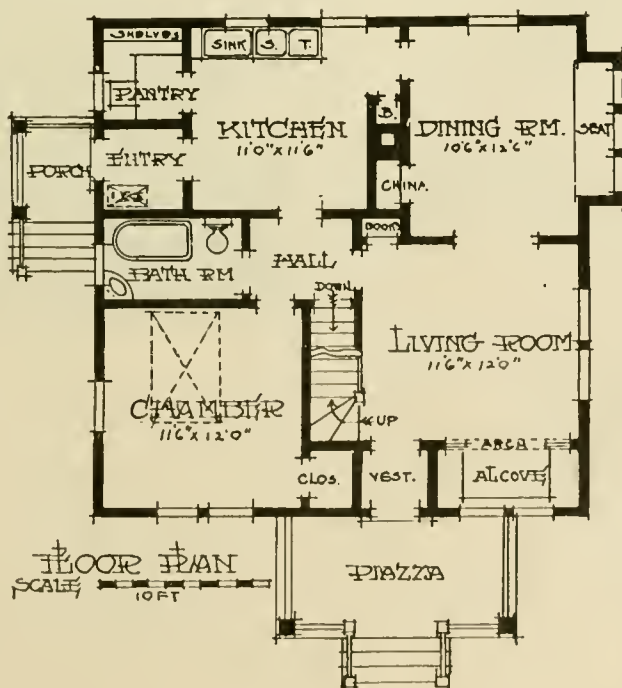 SHELVES
SINK S. T.
PANTRY
KITCHEN
11'0"X11'6"
B.
DINING RM.
10'6"X12'6"
SEAT
PORCH
ENTRY
ICE
CHINA.
BATH RM
HALL
BOOKS
DOWN
LIVING ROOM
11'6"X12'0"
CHAMBER
11'6"X12'0"
UP
ARCH
ALCOVE
CLOS.
VEST.
FLOOR PLAN
SCALE
10 FT
PIAZZA